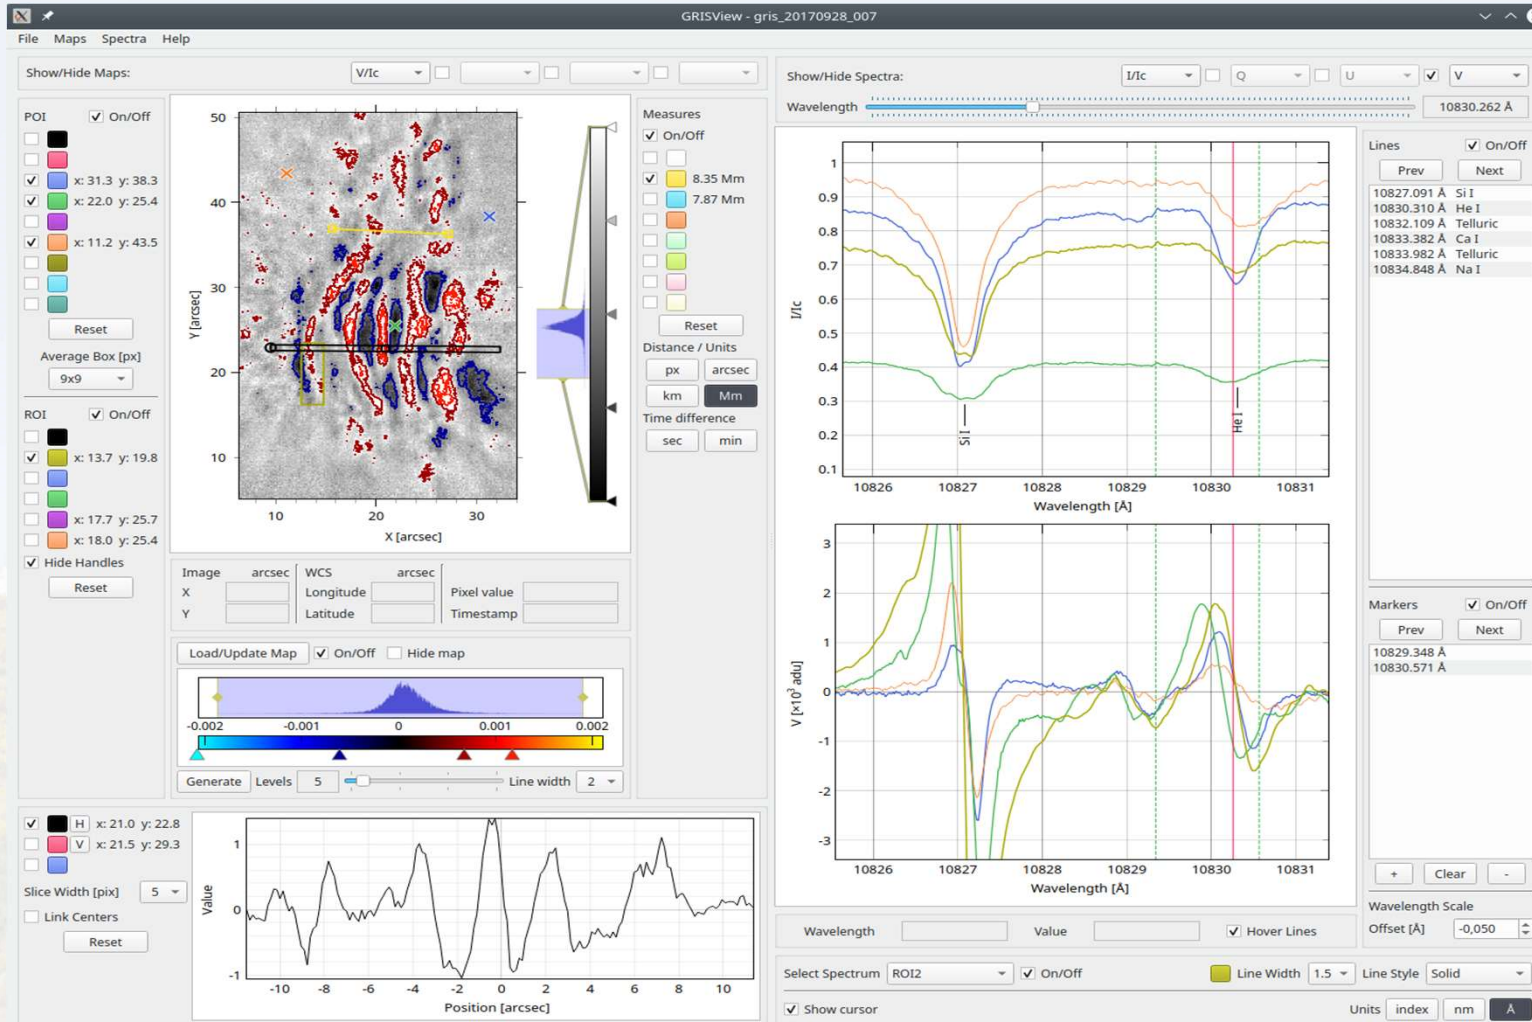 GRISView - gris_20170928_007
File Maps Spectra Help
Show/Hide Maps: V/Ic
Show/Hide Spectra: I/Ic Q U V
Wavelength 10830.262 Å
POI On/Off
x: 31.3 y: 38.3
x: 22.0 y: 25.4
x: 11.2 y: 43.5
Reset
Average Box [px]
9x9
ROI On/Off
x: 13.7 y: 19.8
x: 17.7 y: 25.7
x: 18.0 y: 25.4
Hide Handles
Reset
50
40
30
20
10
Y [arcsec]
10 20 30
X [arcsec]
Measures
On/Off
8.35 Mm
7.87 Mm
Reset
Distance / Units
px arcsec
km Mm
Time difference
sec min
Image arcsec WCS arcsec
X Longitude Pixel value
Y Latitude Timestamp
Load/Update Map On/Off Hide map
-0.002 -0.001 0 0.001 0.002
Generate Levels 5 Line width 2
H x: 21.0 y: 22.8
V x: 21.5 y: 29.3
Slice Width [pix] 5
Link Centers
Reset
1
0
-1
Value
-10 -8 -6 -4 -2 0 2 4 6 8 10
Position [arcsec]
1
0.9
0.8
0.7
0.6
0.5
0.4
0.3
0.2
0.1
I/Ic
Si I
He I
10826 10827 10828 10829 10830 10831
Wavelength [Å]
3
2
1
0
-1
-2
-3
V [×10³ adu]
10826 10827 10828 10829 10830 10831
Wavelength [Å]
Wavelength Value Hover Lines
Select Spectrum ROI2 On/Off Line Width 1.5 Line Style Solid
Show cursor Units index nm Å
Lines On/Off
Prev Next
10827.091 Å Si I
10830.310 Å He I
10832.109 Å Telluric
10833.382 Å Ca I
10833.982 Å Telluric
10834.848 Å Na I
Markers On/Off
Prev Next
10829.348 Å
10830.571 Å
+ Clear -
Wavelength Scale
Offset [Å] -0,050